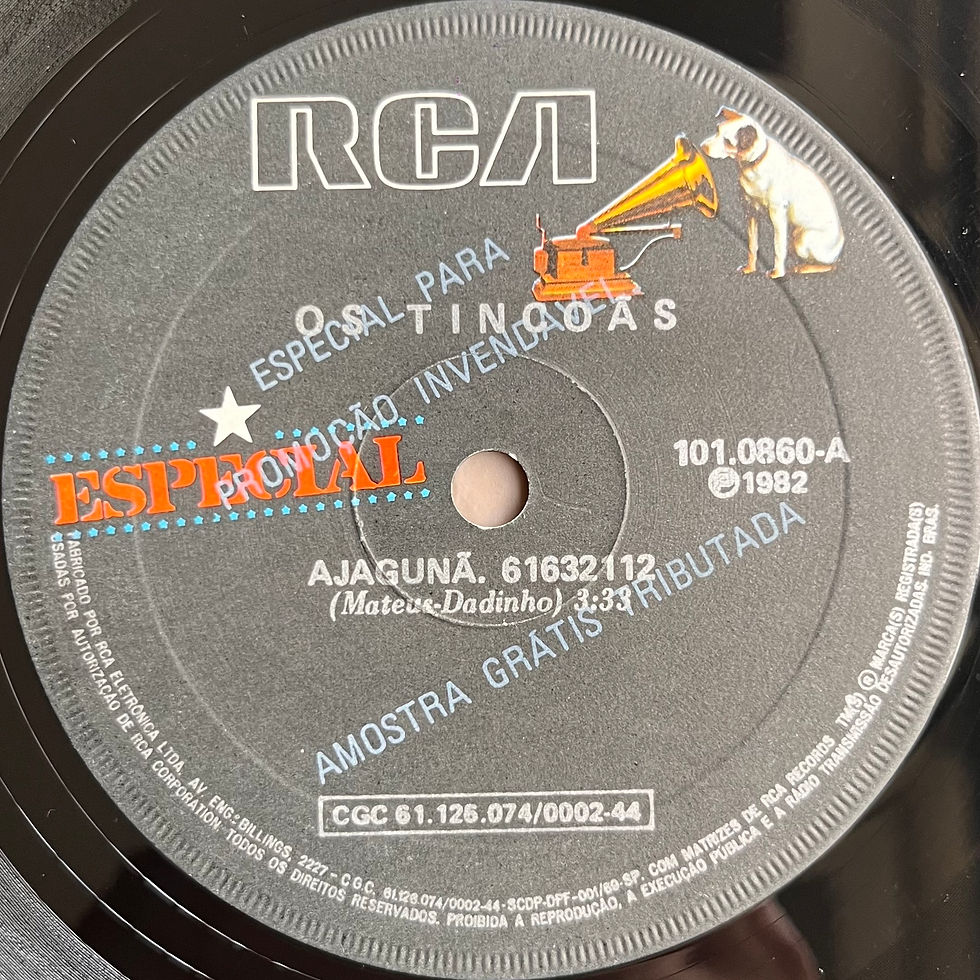 RCA
OS TINCOÃS
ESPECIAL PARA
PROMOÇÃO INVENDAVEL
ESPECIAL
101.0860-A
Ⓟ1982
AJAGUNÃ. 61632112
(Mateus-Dadinho) 3:33
AMOSTRA GRÁTIS TRIBUTADA
CGC 61.126.074/0002-44
FABRICADO POR RCA ELETRÔNICA LTDA. AV. ENG: BILLINGS, 2227 - C.G.C. 61.126.074/0002-44-SCDP-DPF-001/69-SP, COM MATRIZES DE RCA RECORDS TM(S) ® MARCA(S) REGISTRADA(S)
USADAS POR AUTORIZAÇÃO DE RCA CORPORATION. TODOS OS DIREITOS RESERVADOS. PROIBIDA A REPRODUÇÃO, A EXECUÇÃO PÚBLICA E A RÁDIO TRANSMISSÃO DESAUTORIZADAS. IND. BRAS.